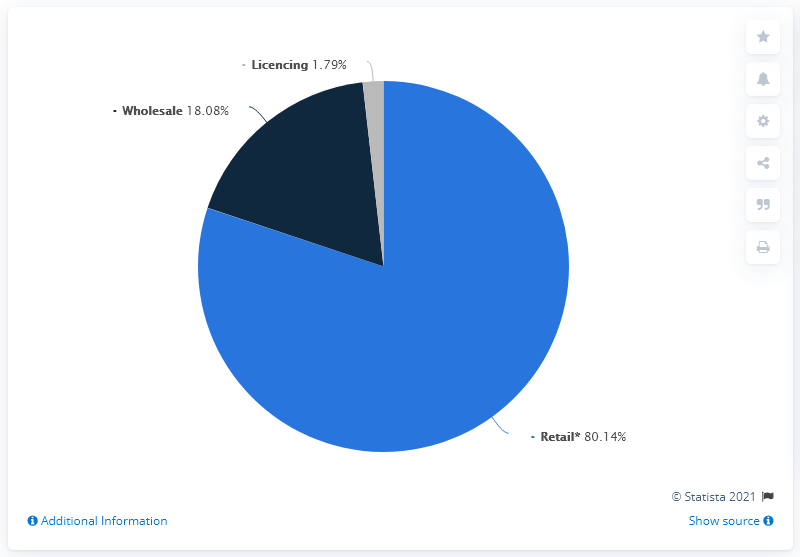 - Licencing 1.79%
- Wholesale 18.08%
- Retail* 80.14%
© Statista 2021
Additional Information
Show source